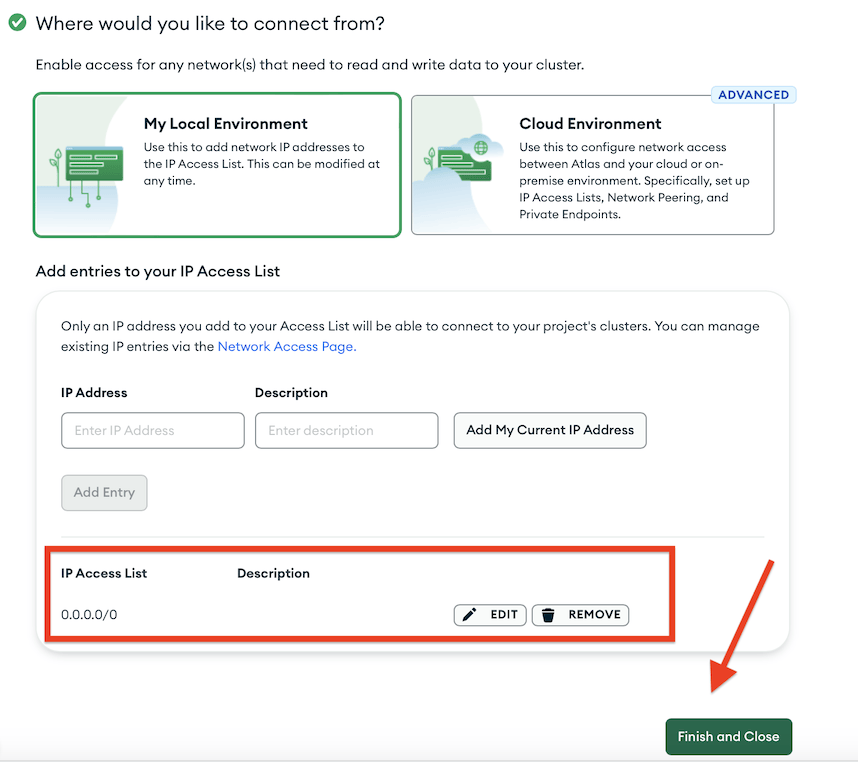 Where would you like to connect from?
Enable access for any network(s) that need to read and write data to your cluster.
ADVANCED
My Local Environment
Use this to add network IP addresses to
the IP Access List. This can be modified at
any time.
Cloud Environment
Use this to configure network access
between Atlas and your cloud or on-
premise environment. Specifically, set up
IP Access Lists, Network Peering, and
Private Endpoints.
Add entries to your IP Access List
Only an IP address you add to your Access List will be able to connect to your project's clusters. You can manage
existing IP entries via the Network Access Page.
IP Address Description
Enter IP Address Enter description Add My Current IP Address
Add Entry
IP Access List Description
0.0.0.0/0 EDIT REMOVE
Finish and Close